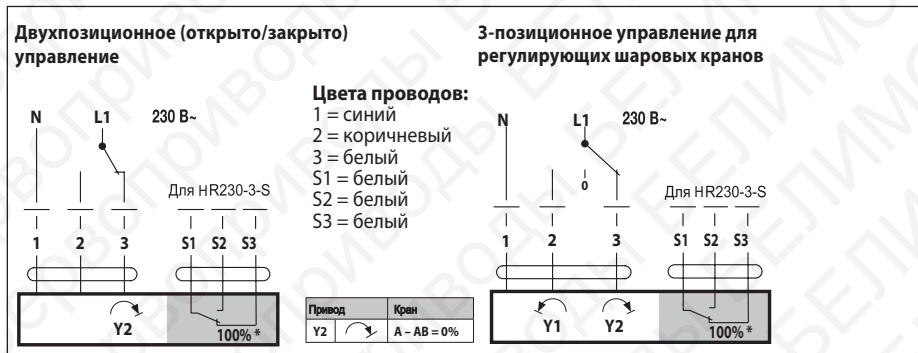 Двухпозиционное (открыто/закрыто)
управление
N L1 230 В~
Для HR230-3-S
1 2 3 S1 S2 S3
Y2 100% *
Цвета проводов:
1 = синий
2 = коричневый
3 = белый
S1 = белый
S2 = белый
S3 = белый
Привод Кран
Y2 A – AB = 0%
3-позиционное управление для
регулирующих шаровых кранов
N L1 230 В~
0
Для HR230-3-S
1 2 3 S1 S2 S3
Y1 Y2 100% *